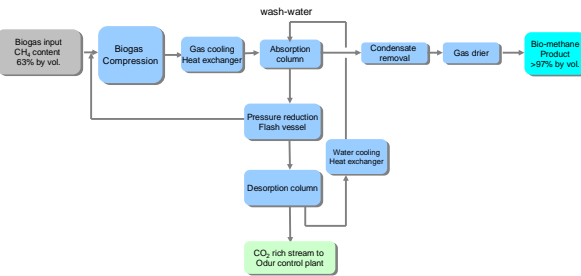 wash-water
Biogas input
CH₄ content
63% by vol.
Biogas
Compression
Gas cooling
Heat exchanger
Absorption
column
Condensate
removal
Gas drier
Bio-methane
Product
>97% by vol.
Pressure reduction
Flash vessel
Water cooling
Heat exchanger
Desorption column
CO₂ rich stream to
Odur control plant